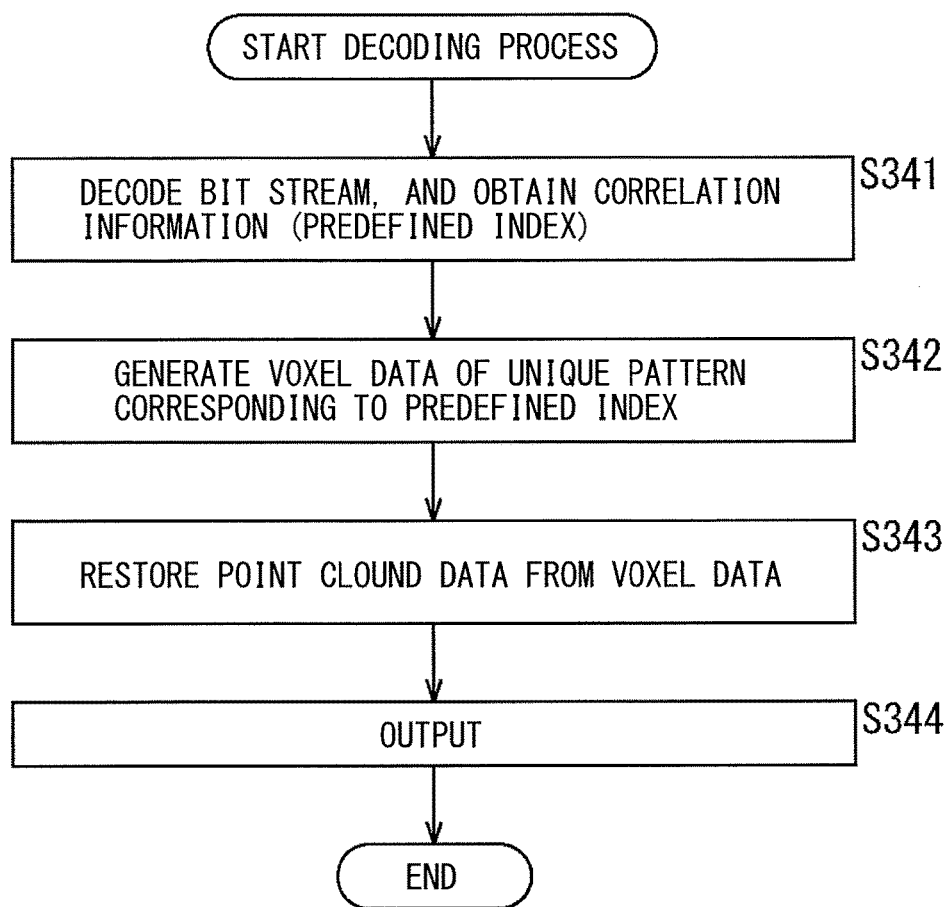 START DECODING PROCESS
S341
DECODE BIT STREAM, AND OBTAIN CORRELATION
INFORMATION (PREDEFINED INDEX)
S342
GENERATE VOXEL DATA OF UNIQUE PATTERN
CORRESPONDING TO PREDEFINED INDEX
S343
RESTORE POINT CLOUND DATA FROM VOXEL DATA
S344
OUTPUT
END